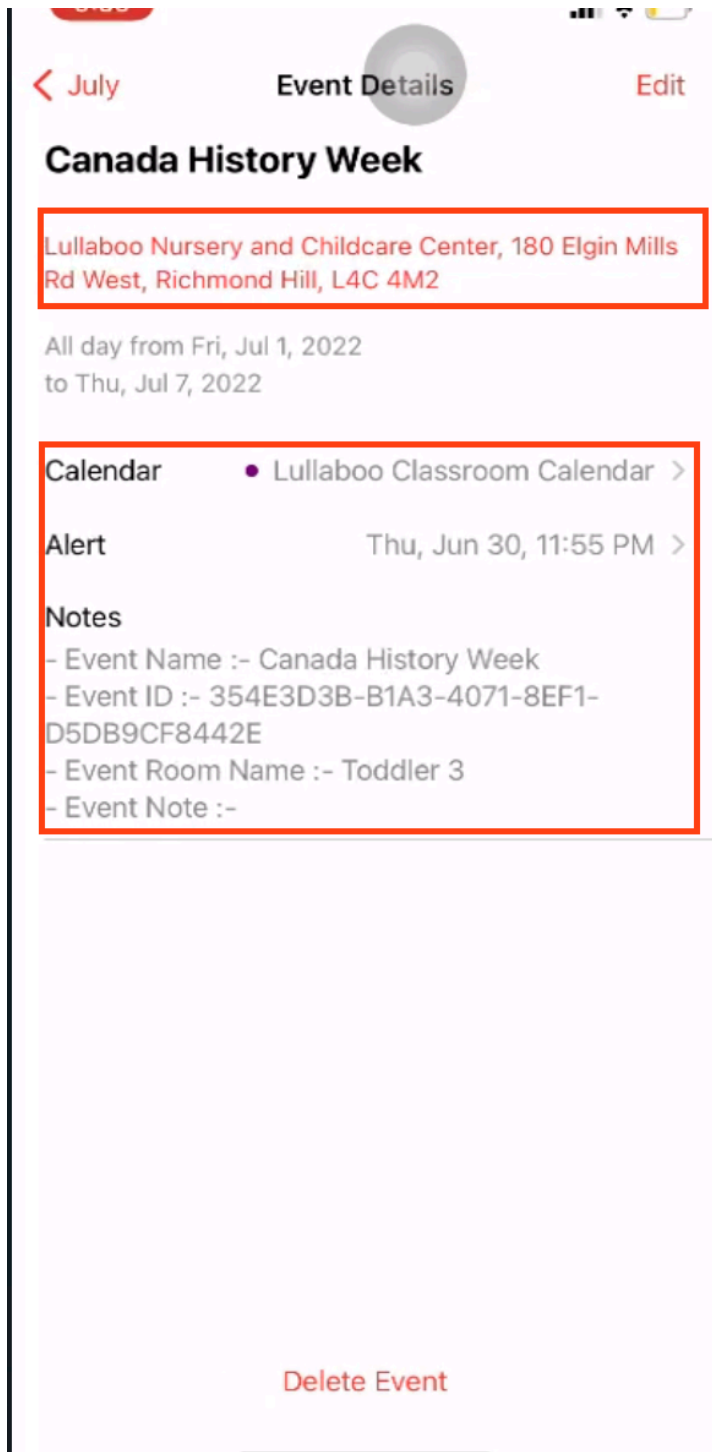 July Event Details Edit
Canada History Week
Lullaboo Nursery and Childcare Center, 180 Elgin Mills
Rd West, Richmond Hill, L4C 4M2
All day from Fri, Jul 1, 2022
to Thu, Jul 7, 2022
Calendar Lullaboo Classroom Calendar
Alert Thu, Jun 30, 11:55 PM
Notes
- Event Name :- Canada History Week
- Event ID :- 354E3D3B-B1A3-4071-8EF1-
D5DB9CF8442E
- Event Room Name :- Toddler 3
- Event Note :-
Delete Event